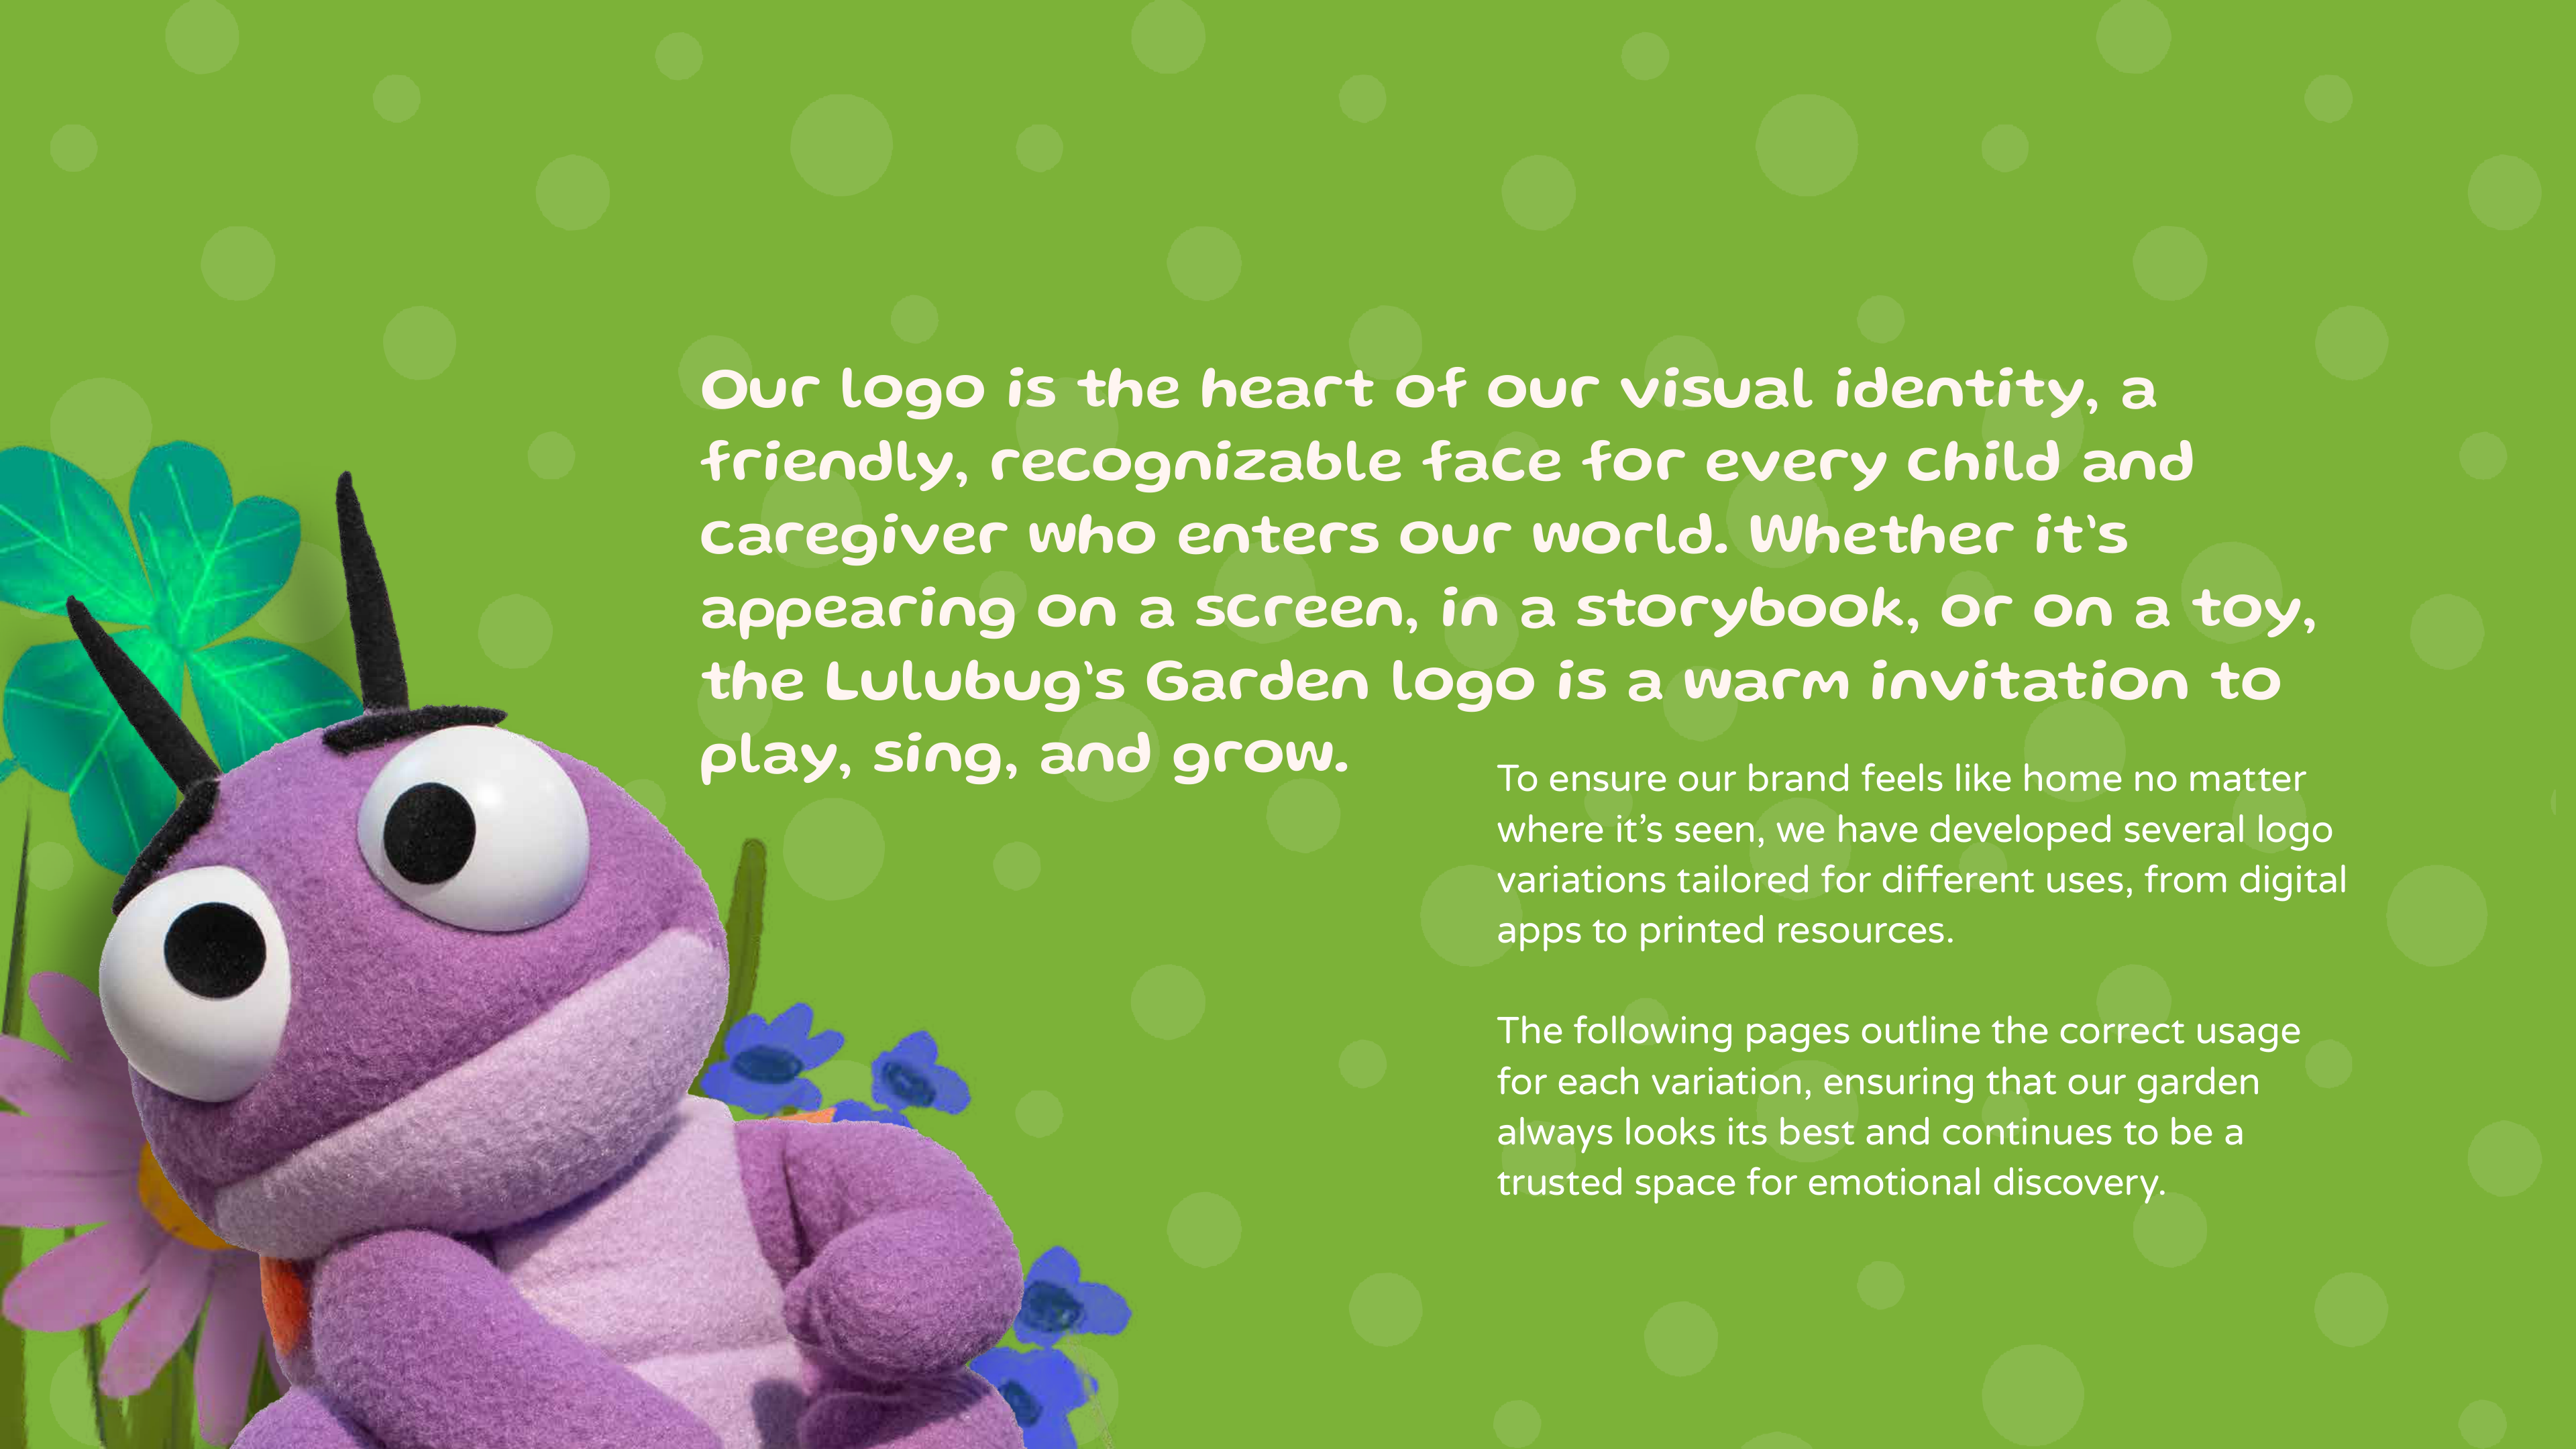 Our logo is the heart of our visual identity, a
friendly, recognizable face for every child and
caregiver who enters our world. Whether it's
appearing on a screen, in a storybook, or on a toy,
the Lulubug's Garden logo is a warm invitation to
play, sing, and grow.
To ensure our brand feels like home no matter
where it’s seen, we have developed several logo
variations tailored for different uses, from digital
apps to printed resources.
The following pages outline the correct usage
for each variation, ensuring that our garden
always looks its best and continues to be a
trusted space for emotional discovery.